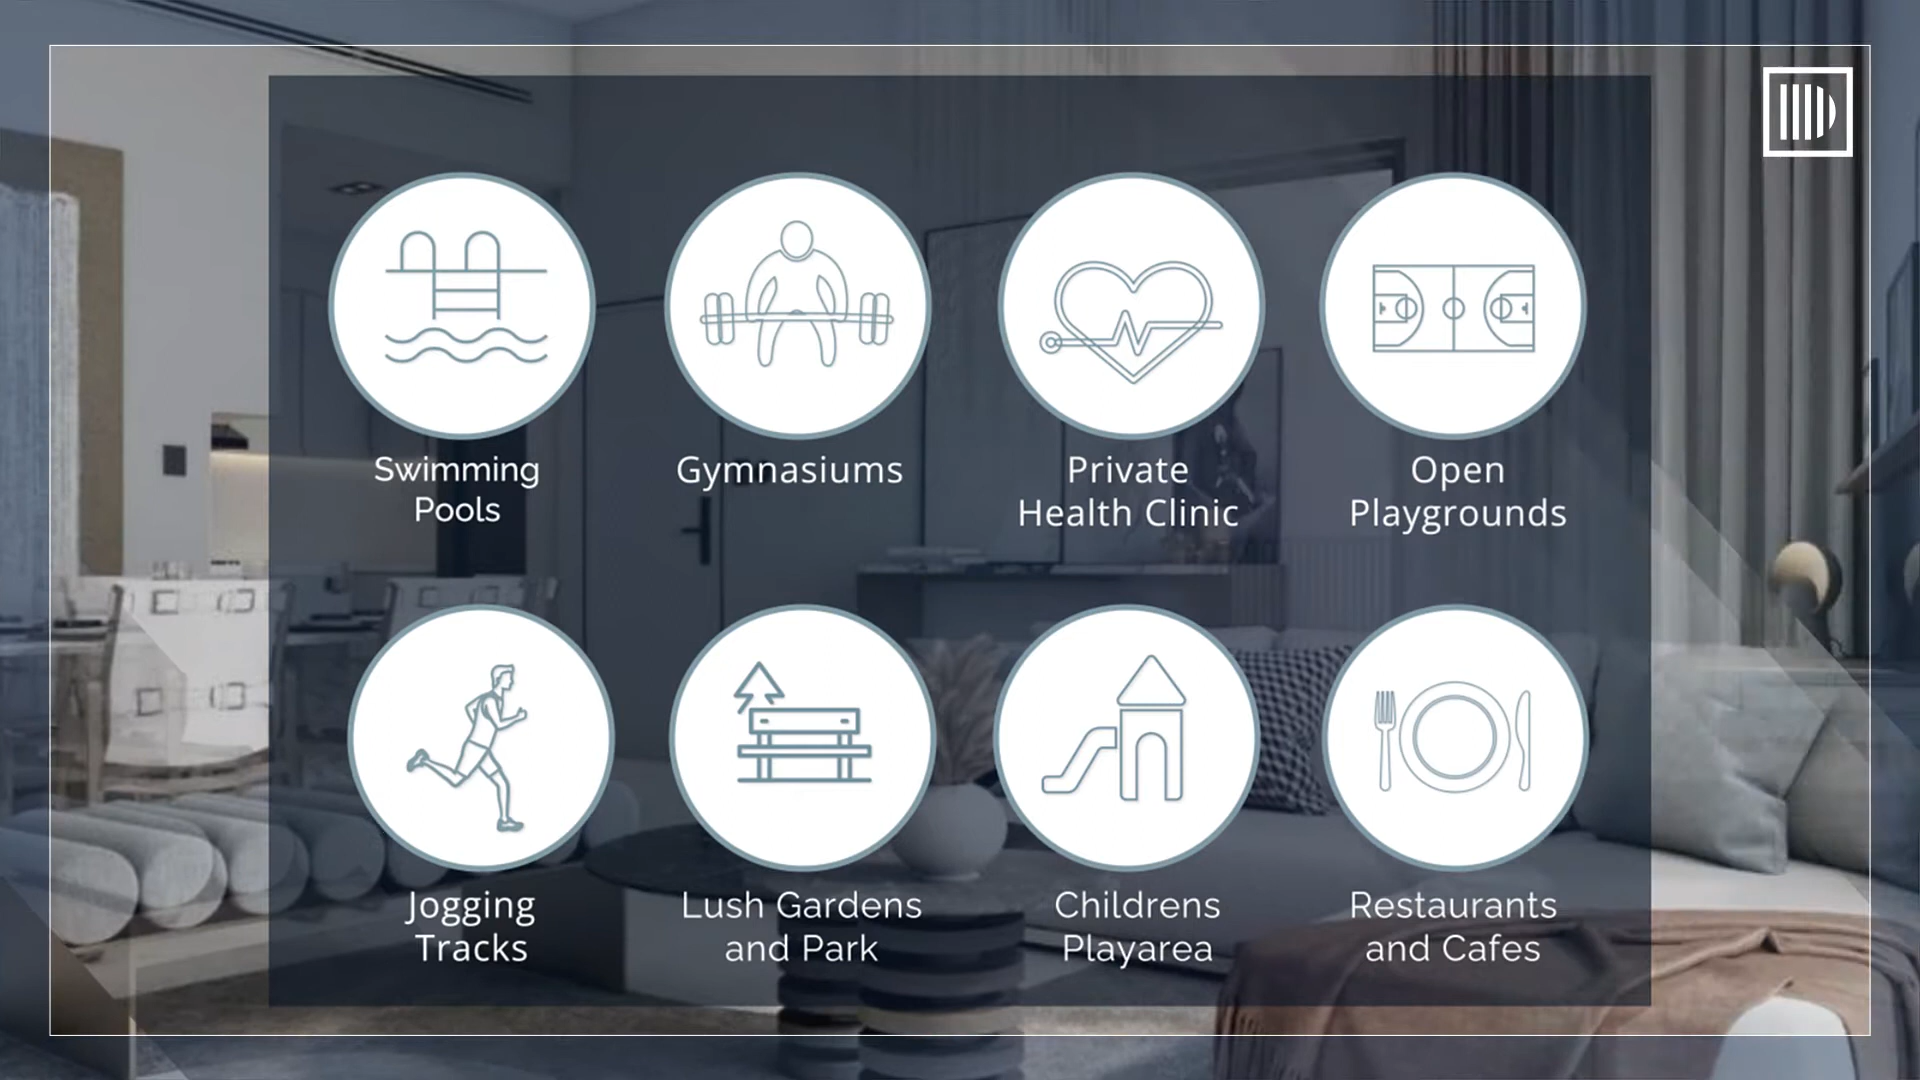 Swimming
Pools
Gymnasiums
Private
Health Clinic
Open
Playgrounds
Jogging
Tracks
Lush Gardens
and Park
Childrens
Playarea
Restaurants
and Cafes